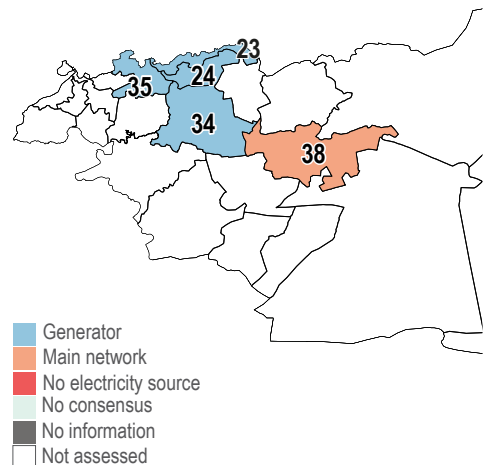 23
24
35
34
38
Generator
Main network
No electricity source
No consensus
No information
Not assessed